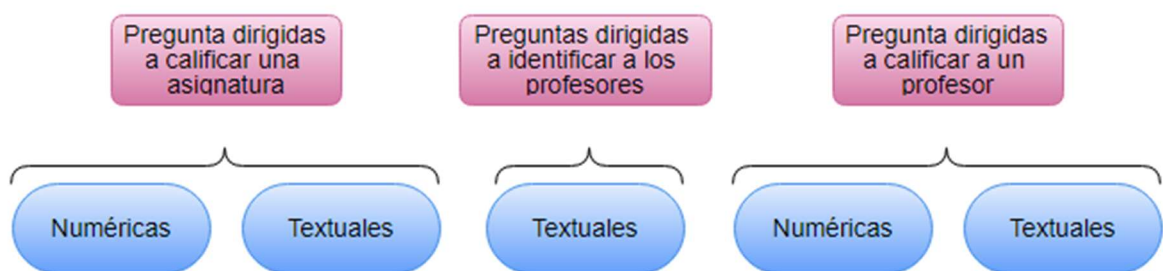 Pregunta dirigidas
a calificar una
asignatura
Preguntas dirigidas
a identificar a los
profesores
Pregunta dirigidas
a calificar a un
profesor
Numéricas
Textuales
Textuales
Numéricas
Textuales